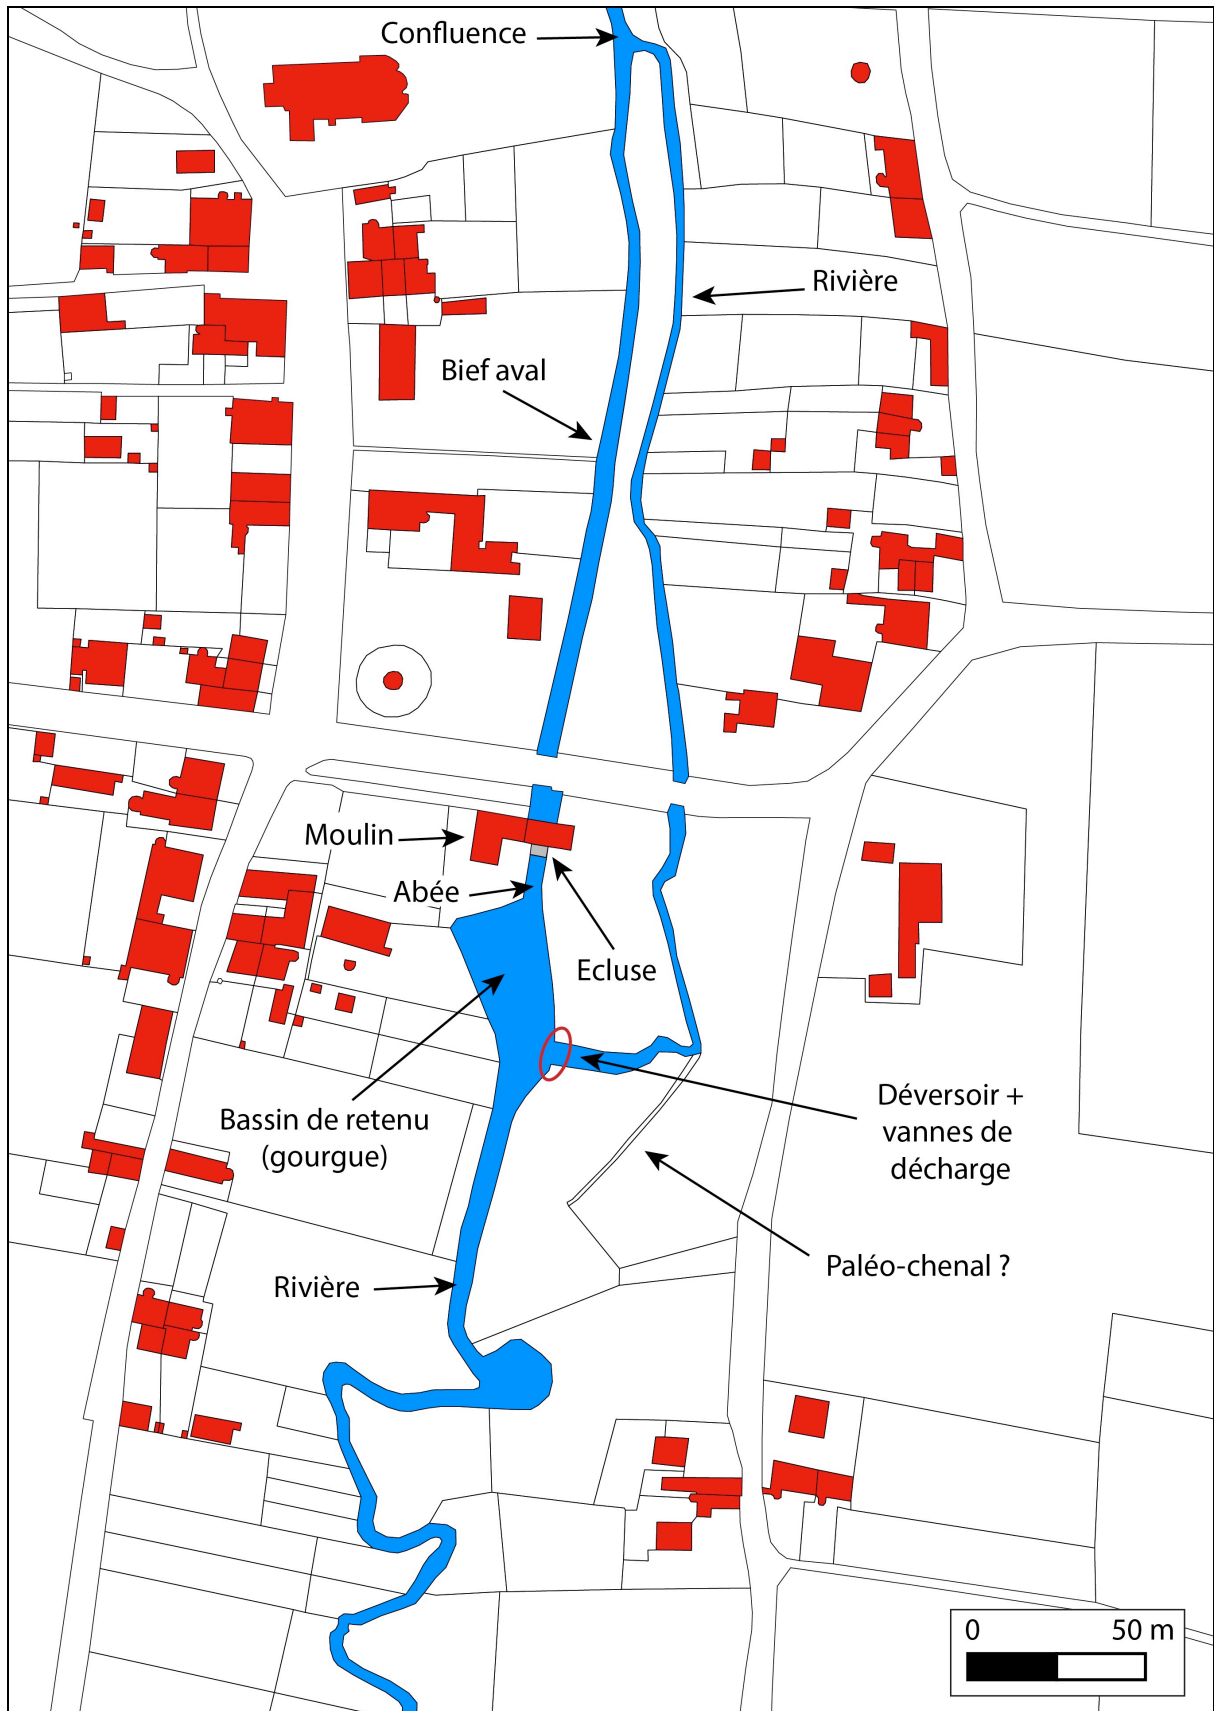 Confluence
Rivière
Bief aval
Moulin
Abée
Ecluse
Déversoir +
vannes de
décharge
Bassin de retenu
(gourgue)
Paléo-chenal ?
Rivière
0 50 m